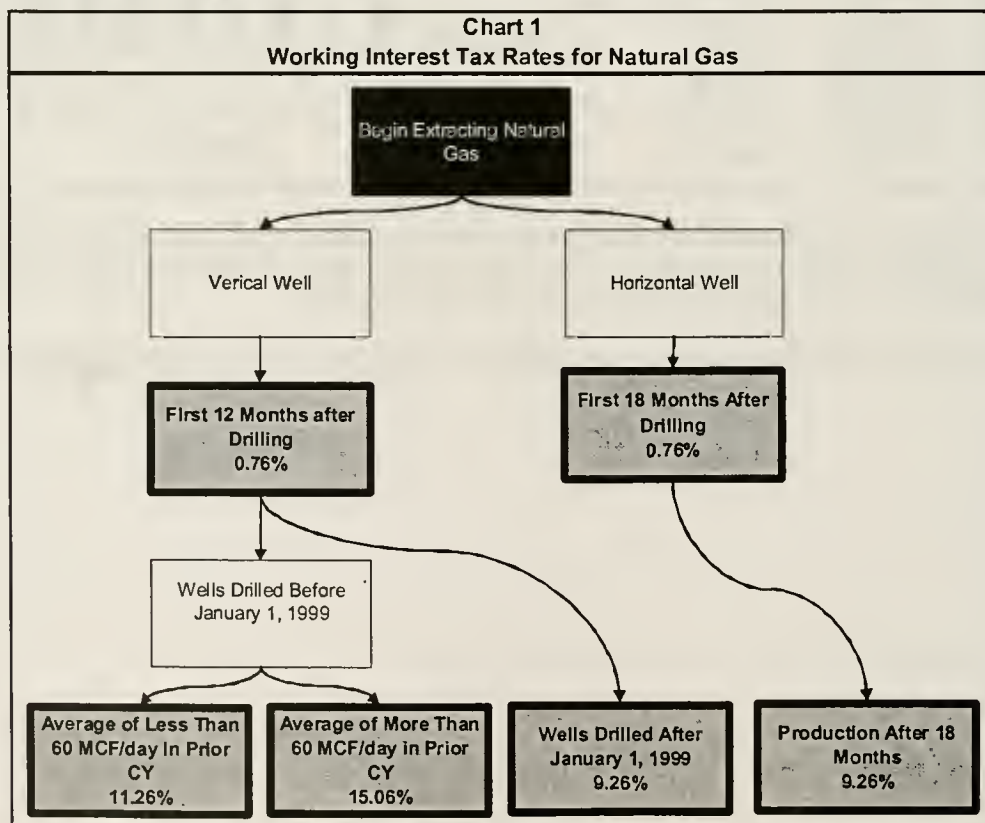 Chart 1
Working Interest Tax Rates for Natural Gas
Begin Extracting Natural
Gas
Verical Well
Horizontal Well
First 12 Months after
Drilling
0.76%
First 18 Months After
Drilling
0.76%
Wells Drilled Before
January 1, 1999
Average of Less Than
60 MCF/day in Prior
CY
11.26%
Average of More Than
60 MCF/day in Prior
CY
15.06%
Wells Drilled After
January 1, 1999
9.26%
Production After 18
Months
9.26%